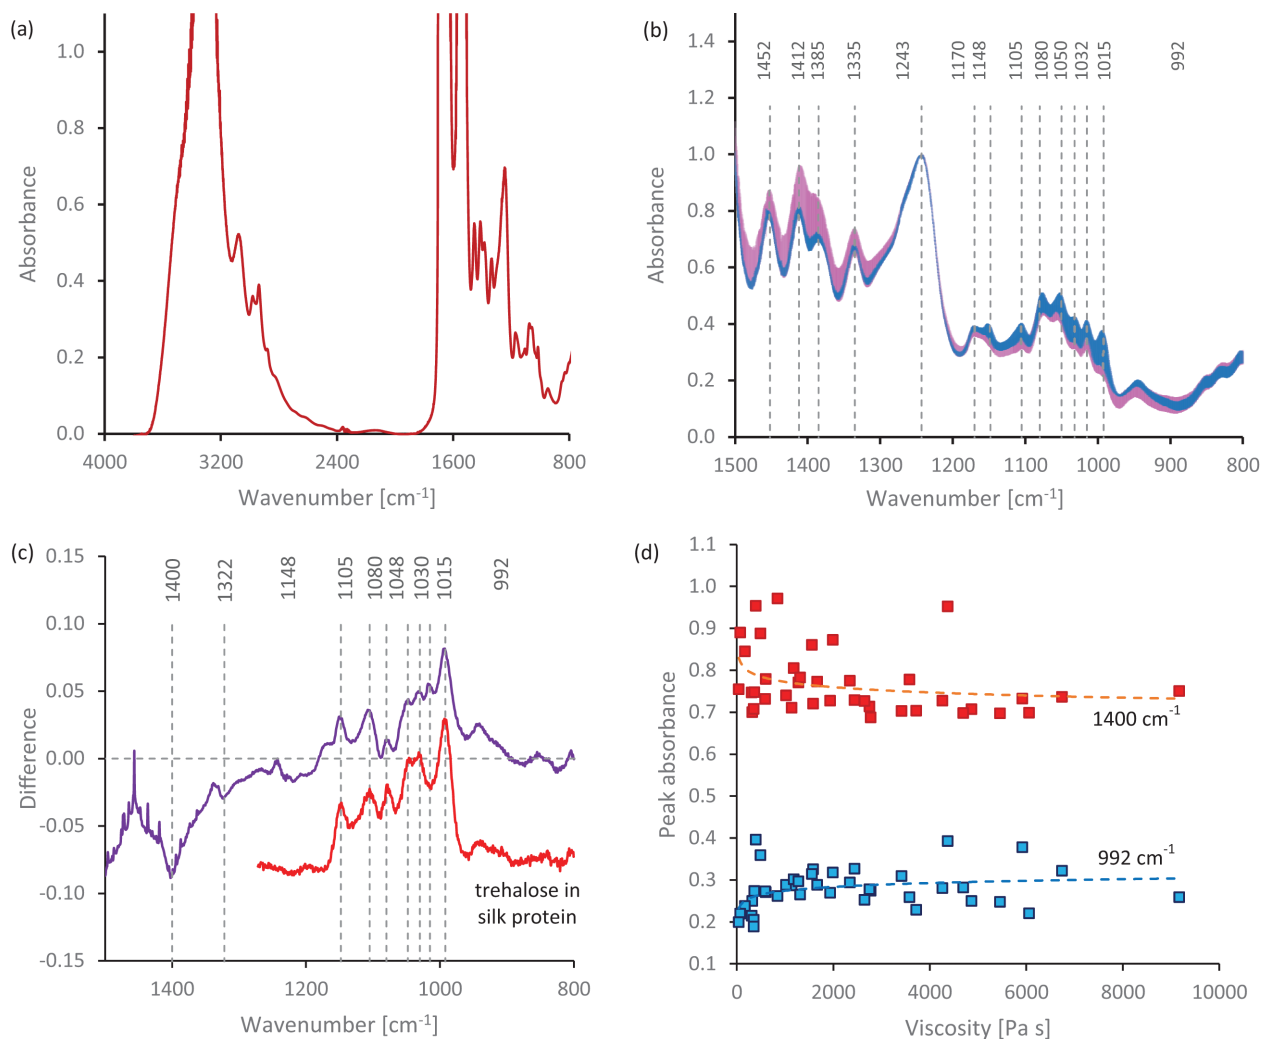 (a)
1.0
0.8
0.6
0.4
0.2
0.0
Absorbance
4000 3200 2400 1600 800
Wavenumber [cm-1]
(b)
1452 1412 1385 1335 1243 1170 1148 1105 1080 1050 1032 1015 992
1.4
1.2
1.0
0.8
0.6
0.4
0.2
0.0
Absorbance
1500 1400 1300 1200 1100 1000 900 800
Wavenumber [cm-1]
(c)
1400 1322 1148 1105 1080 1048 1030 1015 992
0.15
0.10
0.05
0.00
-0.05
-0.10
-0.15
Difference
trehalose in
silk protein
1400 1200 1000 800
Wavenumber [cm-1]
(d)
1.1
1.0
0.9
0.8
0.7
0.6
0.5
0.4
0.3
0.2
0.1
Peak absorbance
1400 cm-1
992 cm-1
0 2000 4000 6000 8000 10000
Viscosity [Pa s]